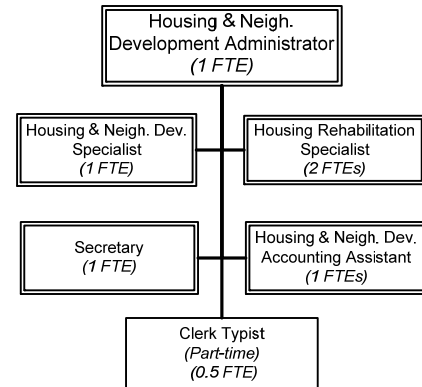 Housing & Neigh.
Development Administrator
(1 FTE)
Housing & Neigh. Dev.
Specialist
(1 FTE)
Housing Rehabilitation
Specialist
(2 FTEs)
Secretary
(1 FTE)
Housing & Neigh. Dev.
Accounting Assistant
(1 FTEs)
Clerk Typist
(Part-time)
(0.5 FTE)